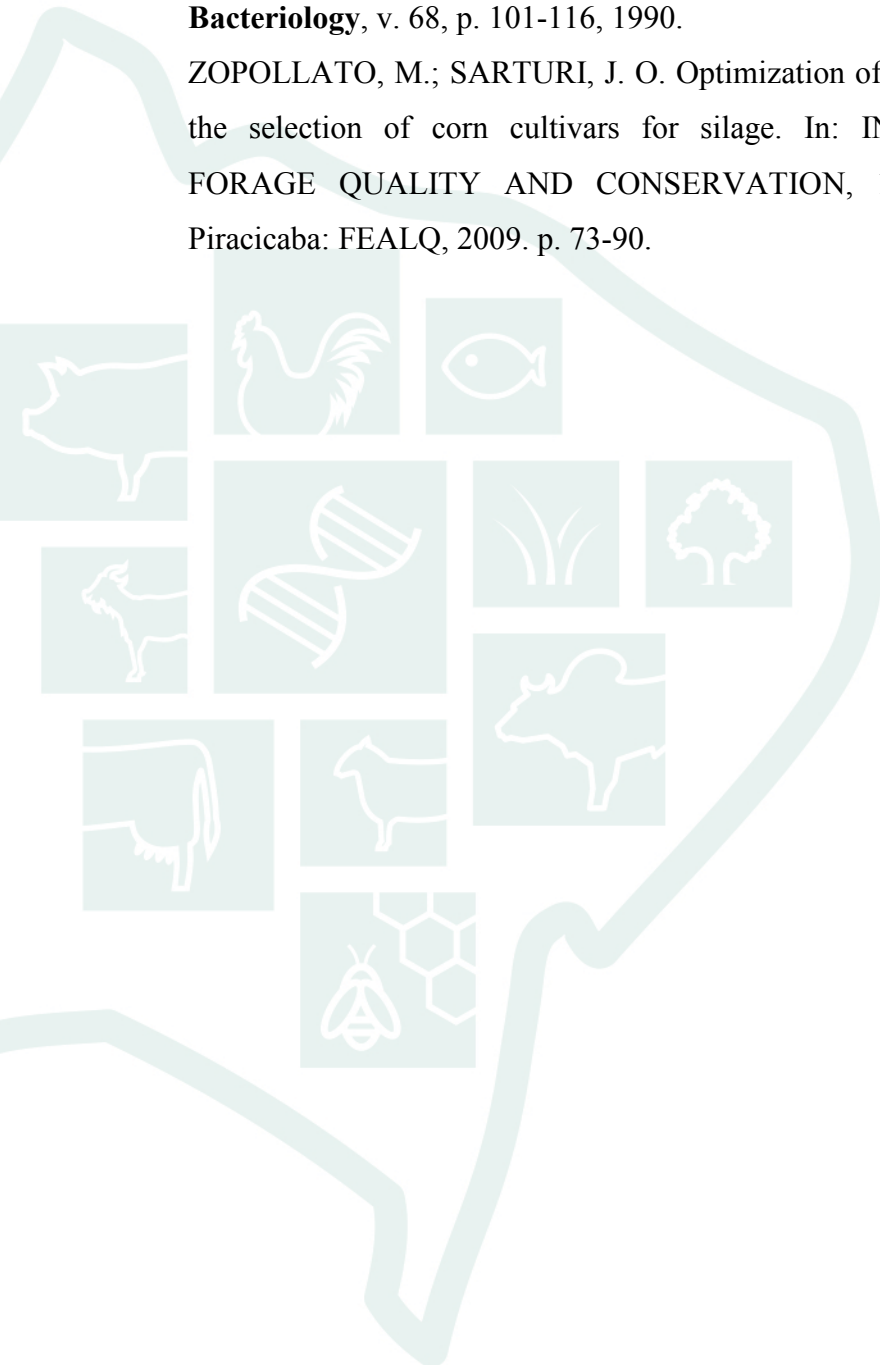 Bacteriology, v. 68, p. 101-116, 1990.
ZOPOLLATO, M.; SARTURI, J. O. Optimization of
the selection of corn cultivars for silage. In:
FORAGE QUALITY AND CONSERVATION,
Piracicaba: FEALQ, 2009. p. 73-90.